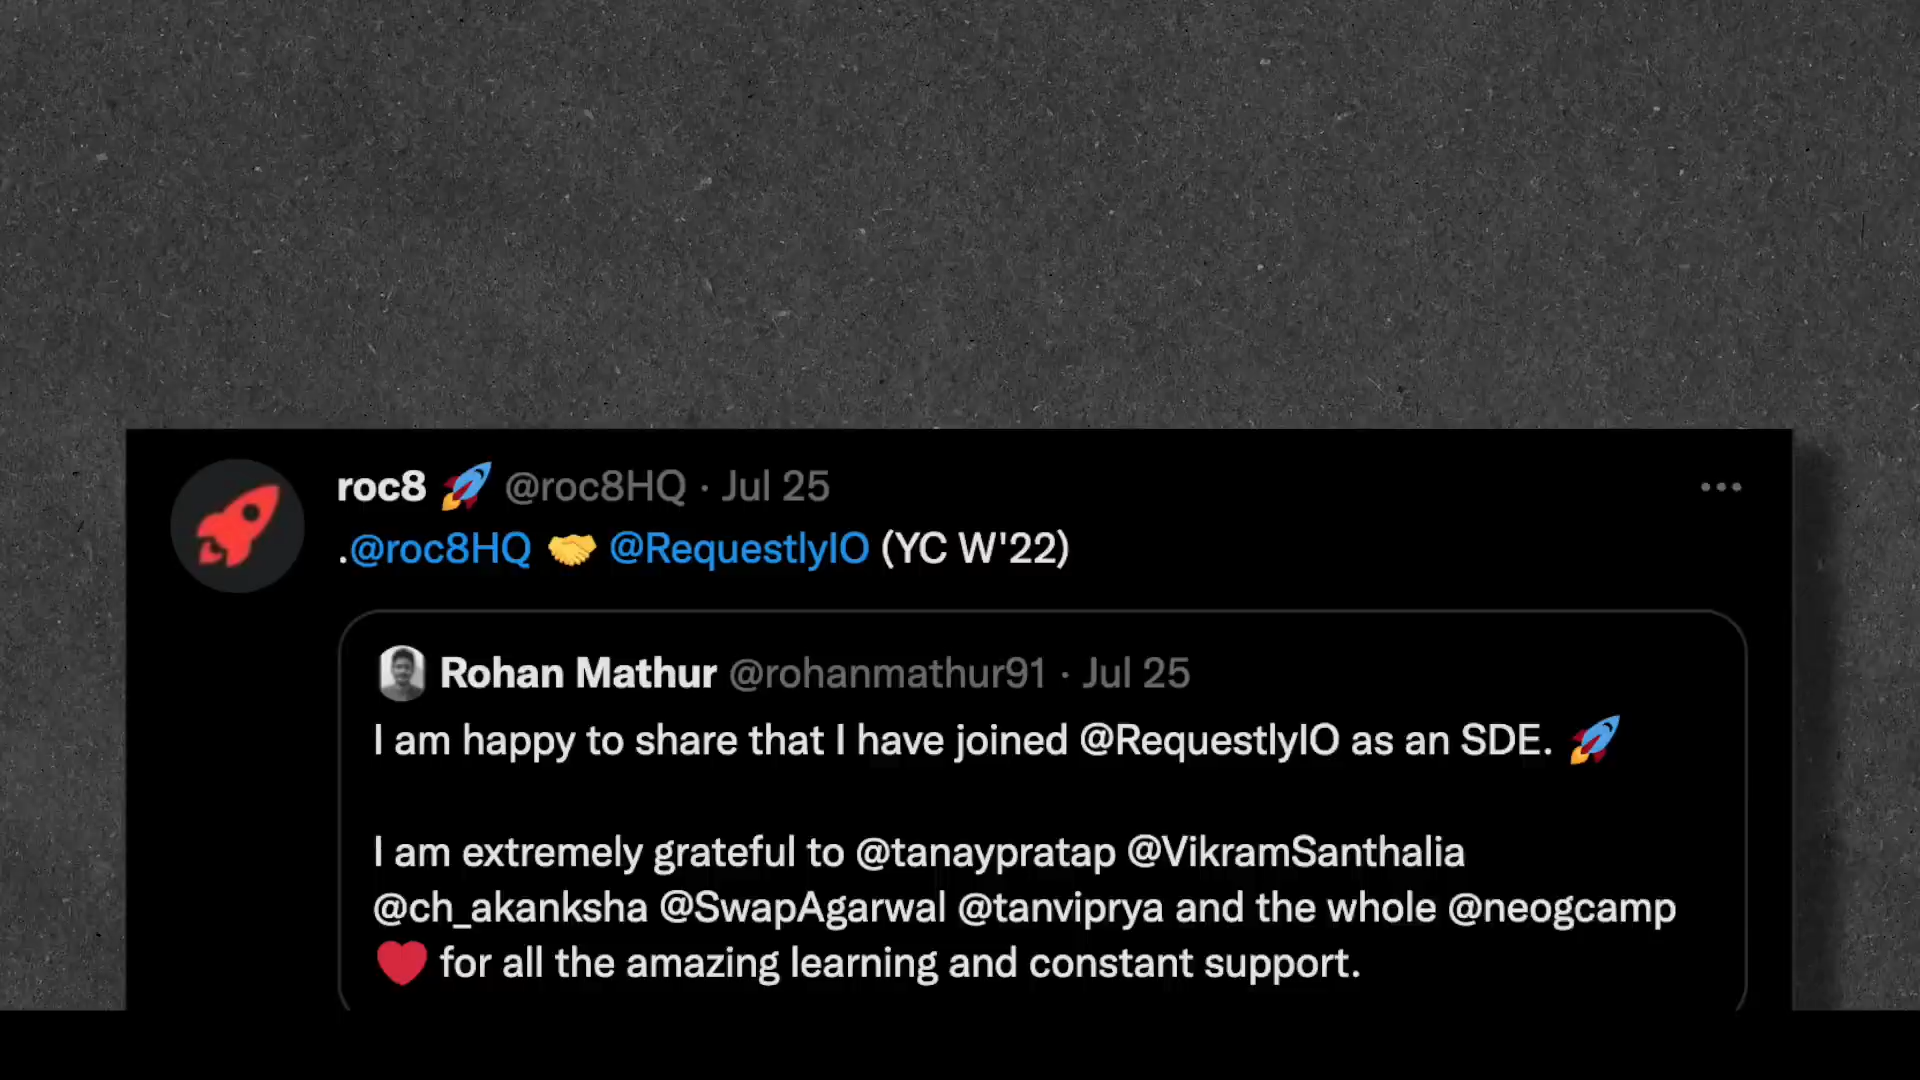 roc8 🚀 @roc8HQ · Jul 25
.@roc8HQ 🤝 @RequestlyIO (YC W'22)
Rohan Mathur @rohanmathur91 · Jul 25
I am happy to share that I have joined @RequestlyIO as an SDE. 🚀
I am extremely grateful to @tanaypratap @VikramSanthalia
@ch_akanksha @SwapAgarwal @tanviprya and the whole @neogcamp
❤️ for all the amazing learning and constant support.